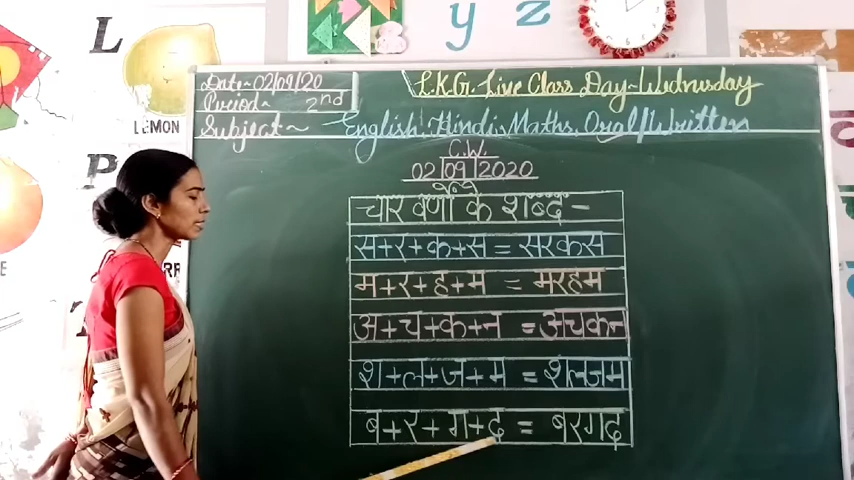 L
LEMON
P
y z
Date~02/09/20
Period~ 2nd
Subject~ English, Hindi, Maths, Oral/Written
L.K.G. Live Class Day~Wednesday
C.W.
02|09|2020
चार वर्णो के शब्द -
स+र+क+स = सरकस
म+र+ह+म = मरहम
अ+च+क+न = अचकन
श+ल+ज+म = शलजम
ब+र+ग+द = बरगद